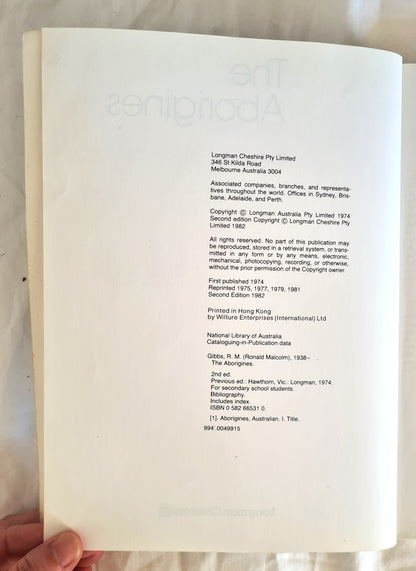 The
Aborigines
Longman Cheshire Pty Limited
346 St Kilda Road
Melbourne Australia 3004
Associated companies, branches, and representa-
tives throughout the world. Offices in Sydney, Bris-
bane, Adelaide, and Perth.
Copyright © Longman Australia Pty Limited 1974
Second edition Copyright © Longman Cheshire Pty
Limited 1982
All rights reserved. No part of this publication may
be reproduced, stored in a retrieval system, or trans-
mitted in any form or by any means, electronic,
mechanical, photocopying, recording, or otherwise,
without the prior permission of the Copyright owner.
First published 1974
Reprinted 1975, 1977, 1979, 1981
Second Edition 1982
Printed in Hong Kong
by Wilture Enterprises (International) Ltd
National Library of Australia
Cataloguing-in-Publication data
Gibbs, R. M. (Ronald Malcolm), 1938– .
The Aborigines.
2nd ed.
Previous ed.: Hawthorn, Vic.: Longman, 1974.
For secondary school students.
Bibliography.
Includes index.
ISBN 0 582 66531 0.
[1]. Aborigines, Australian. I. Title.
994'.0049915
Longman Cheshire